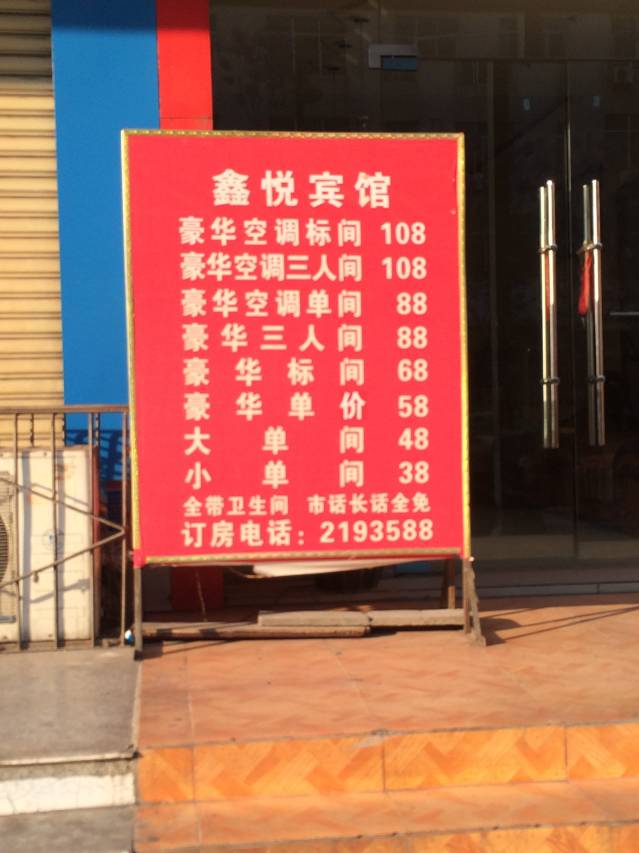 鑫悦宾馆
豪华空调标间 108
豪华空调三人间 108
豪华空调单间 88
豪华三人间 88
豪华标间 68
豪华单价 58
大单间 48
小单间 38
全带卫生间 市话长话全免
订房电话：2193588